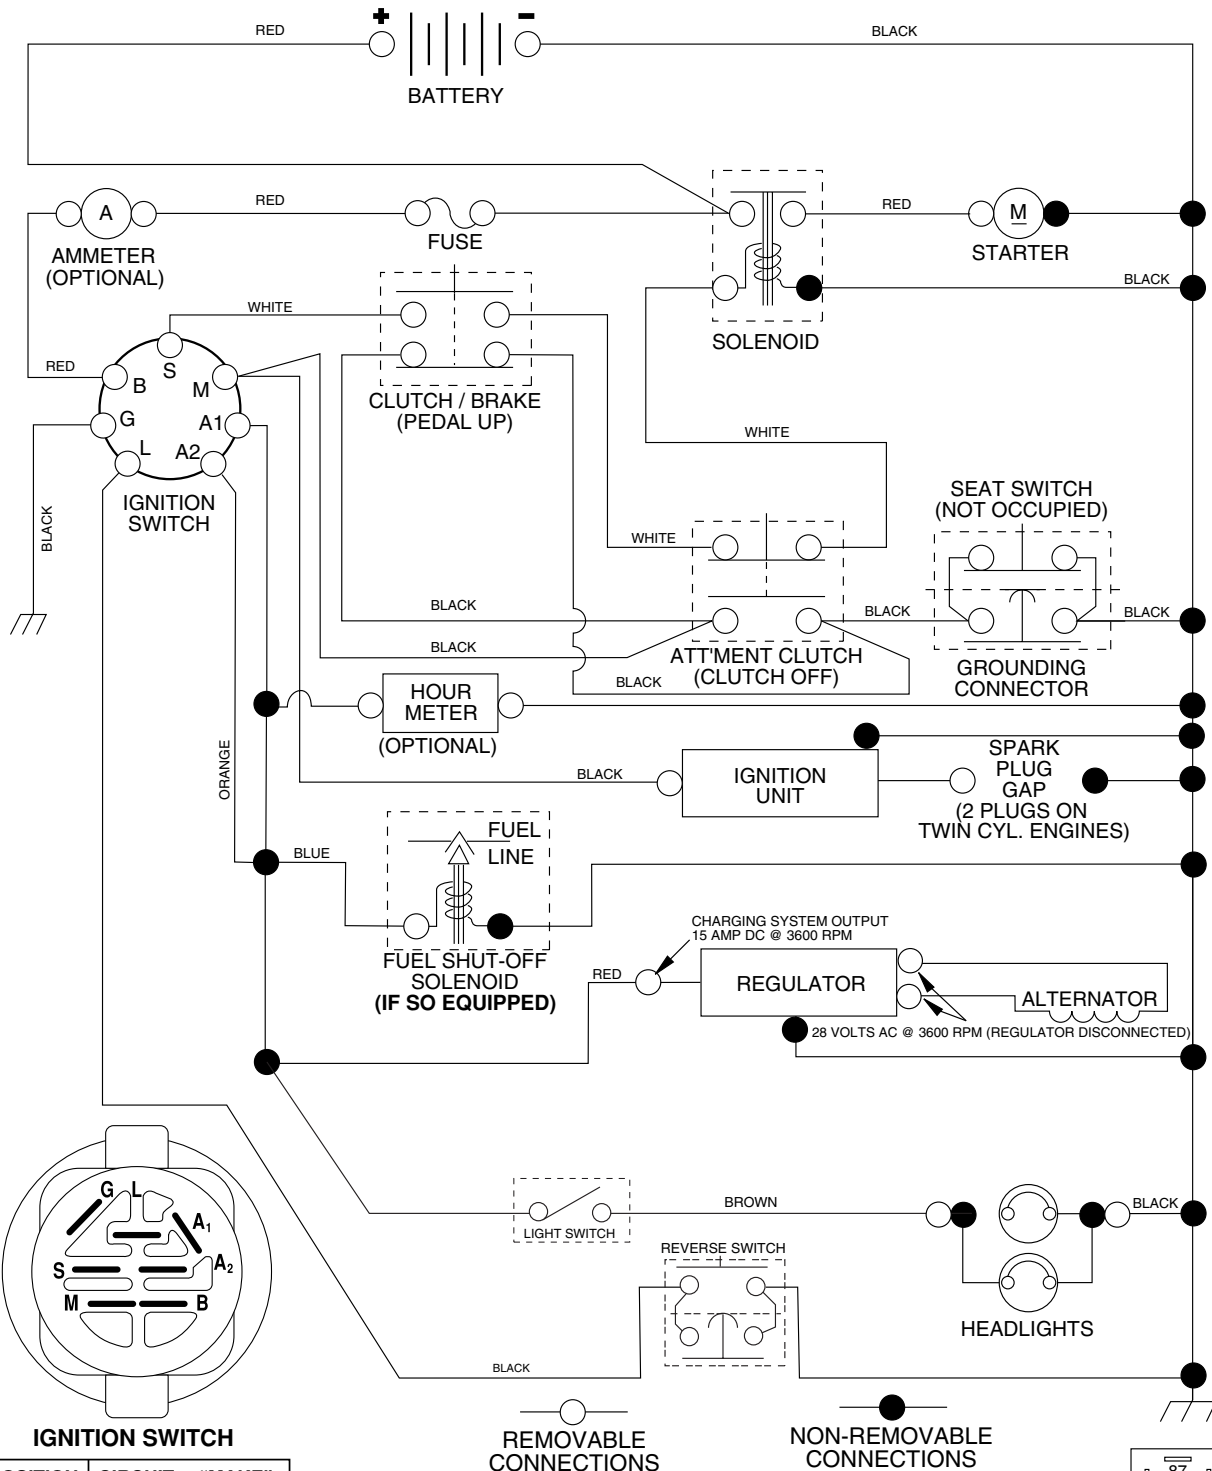 + -
RED
BLACK
BATTERY
RED
A
AMMETER
(OPTIONAL)
FUSE
RED
M
STARTER
BLACK
SOLENOID
WHITE
CLUTCH / BRAKE
(PEDAL UP)
RED
S
B
M
G
A1
L
A2
IGNITION
SWITCH
BLACK
WHITE
SEAT SWITCH
(NOT OCCUPIED)
WHITE
BLACK
BLACK
BLACK
BLACK
ATT'MENT CLUTCH
(CLUTCH OFF)
BLACK
GROUNDING
CONNECTOR
HOUR
METER
(OPTIONAL)
ORANGE
BLACK
IGNITION
UNIT
SPARK
PLUG
GAP
(2 PLUGS ON
TWIN CYL. ENGINES)
BLUE
FUEL
LINE
FUEL SHUT-OFF
SOLENOID
(IF SO EQUIPPED)
CHARGING SYSTEM OUTPUT
15 AMP DC @ 3600 RPM
RED
REGULATOR
ALTERNATOR
28 VOLTS AC @ 3600 RPM (REGULATOR DISCONNECTED)
LIGHT SWITCH
BROWN
BLACK
HEADLIGHTS
REVERSE SWITCH
BLACK
G L
A1
S
A2
M
B
IGNITION SWITCH
REMOVABLE
CONNECTIONS
NON-REMOVABLE
CONNECTIONS
87